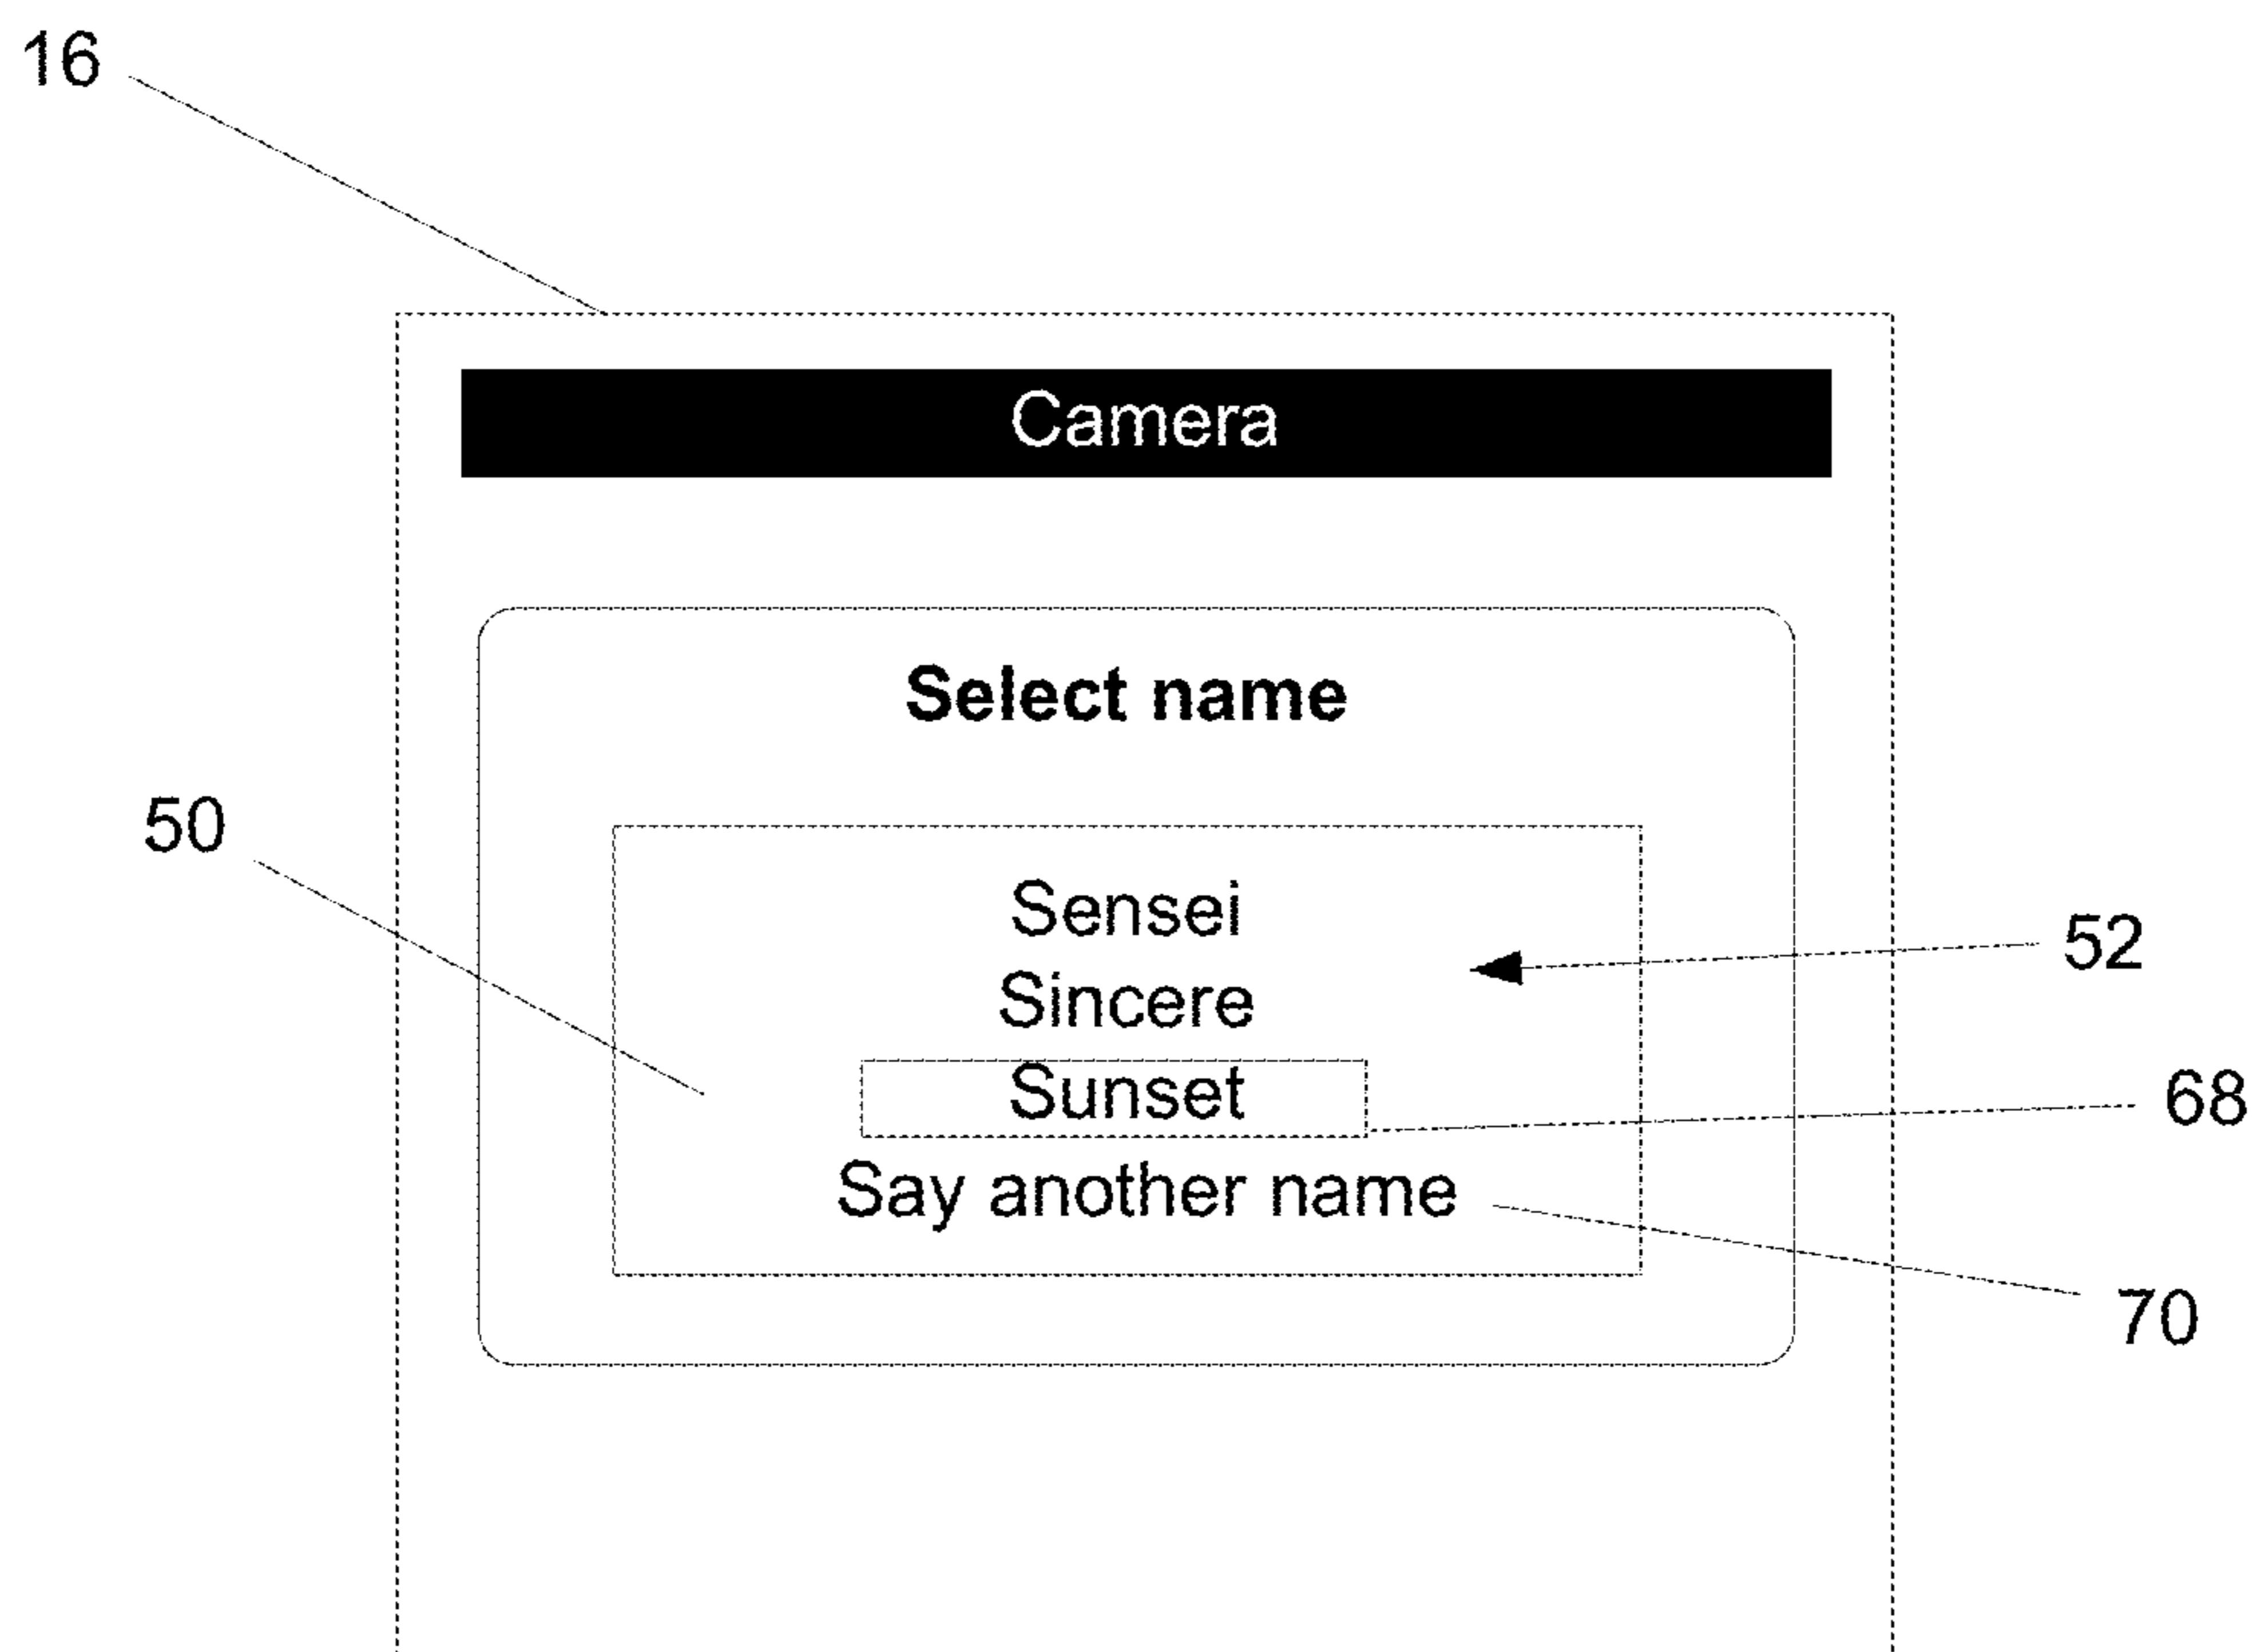 16
Camera
Select name
50
Sensei
52
Sincere
Sunset
68
Say another name
70